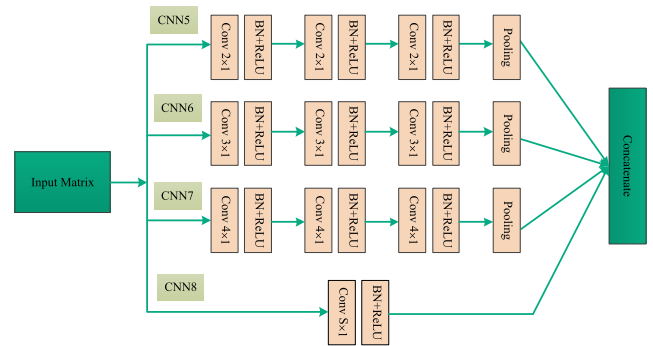 CNN5
Conv 2×1
BN+ReLU
Conv 2×1
BN+ReLU
Conv 2×1
BN+ReLU
Pooling
CNN6
Conv 3×1
BN+ReLU
Conv 3×1
BN+ReLU
Conv 3×1
BN+ReLU
Pooling
Input Matrix
Concatenate
CNN7
Conv 4×1
BN+ReLU
Conv 4×1
BN+ReLU
Conv 4×1
BN+ReLU
Pooling
CNN8
Conv S×1
BN+ReLU